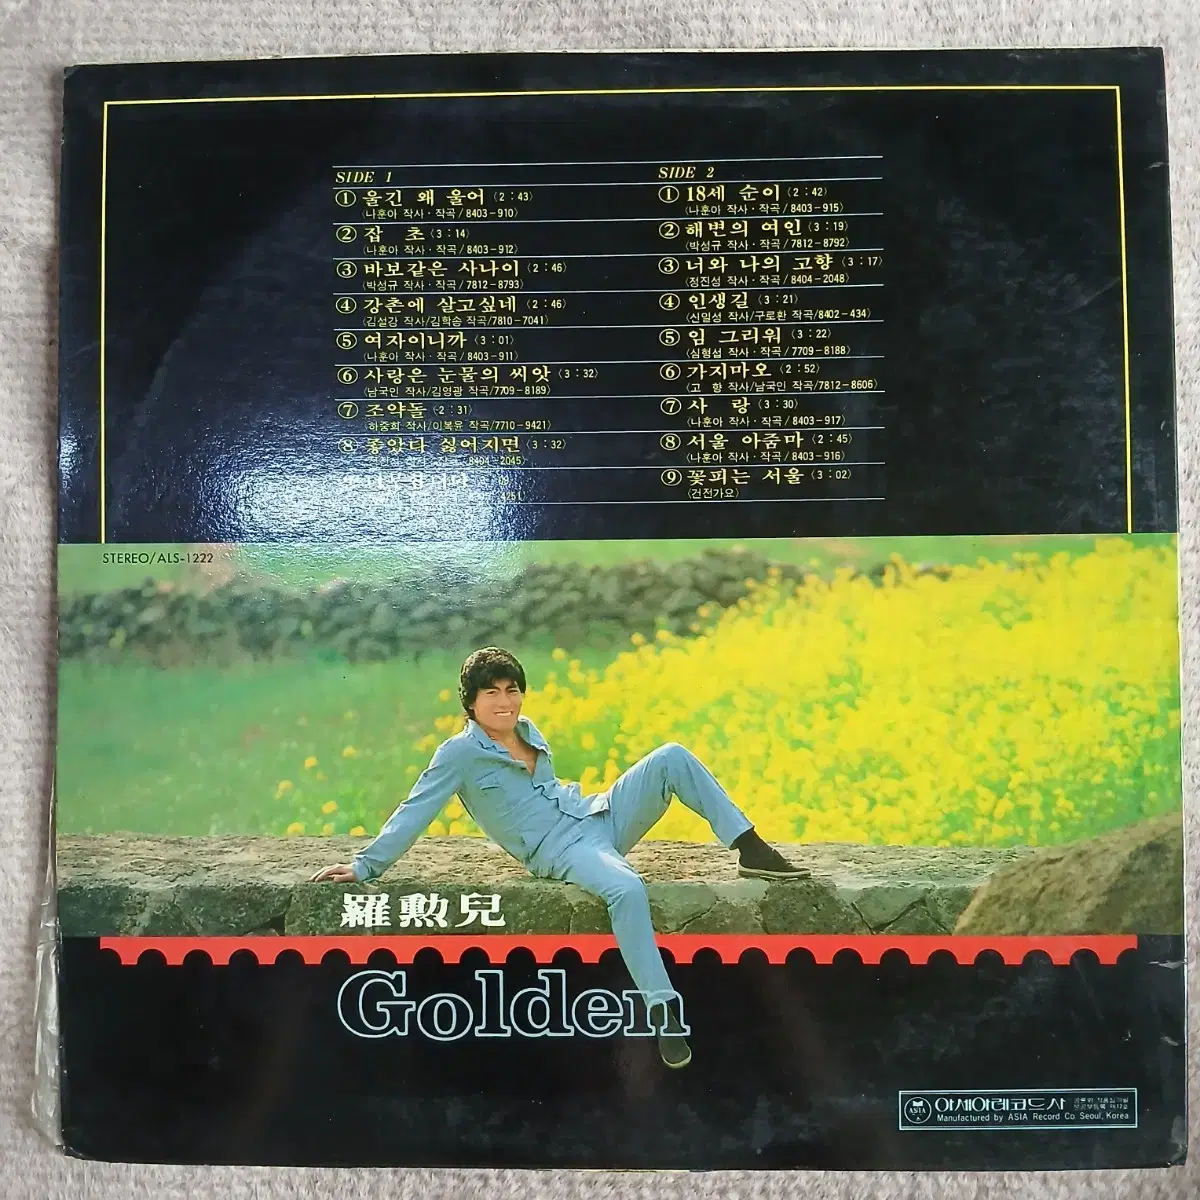 SIDE 1
① 울긴 왜 울어 (2:43)
(나훈아 작사·작곡/8403-910)
② 잡 초 (3:14)
(나훈아 작사·작곡/8403-912)
③ 바보같은 사나이 (2:46)
(박성규 작사·작곡/7812-8793)
④ 강촌에 살고싶네 (2:46)
(김설강 작사/김학송 작곡/7810-7041)
⑤ 여자이니까 (3:01)
(나훈아 작사·작곡/8403-911)
⑥ 사랑은 눈물의 씨앗 (3:32)
(남국인 작사/김영광 작곡/7709-8189)
⑦ 조약돌 (2:31)
(하중희 작사/이복윤 작곡/7710-9421)
⑧ 좋았다 싫어지면 (3:32)
8404-2045)
4251
SIDE 2
① 18세 순이 (2:42)
(나훈아 작사·작곡/8403-915)
② 해변의 여인 (3:19)
(박성규 작사·작곡/7812-8792)
③ 너와 나의 고향 (3:17)
(정진성 작사·작곡/8404-2048)
④ 인생길 (3:21)
(신일성 작사/구로환 작곡/8402-434)
⑤ 임 그리워 (3:22)
(심형섭 작사·작곡/7709-8188)
⑥ 가지마오 (2:52)
(고 향 작사/남국인 작곡/7812-8606)
⑦ 사 랑 (3:30)
(나훈아 작사·작곡/8403-917)
⑧ 서울 아줌마 (2:45)
(나훈아 작사·작곡/8403-916)
⑨ 꽃피는 서울 (3:02)
(건전가요)
STEREO/ALS-1222
羅勲兒
Golden
ASIA
아세아레코드사
Manufactured by ASIA Record Co Seoul, Korea